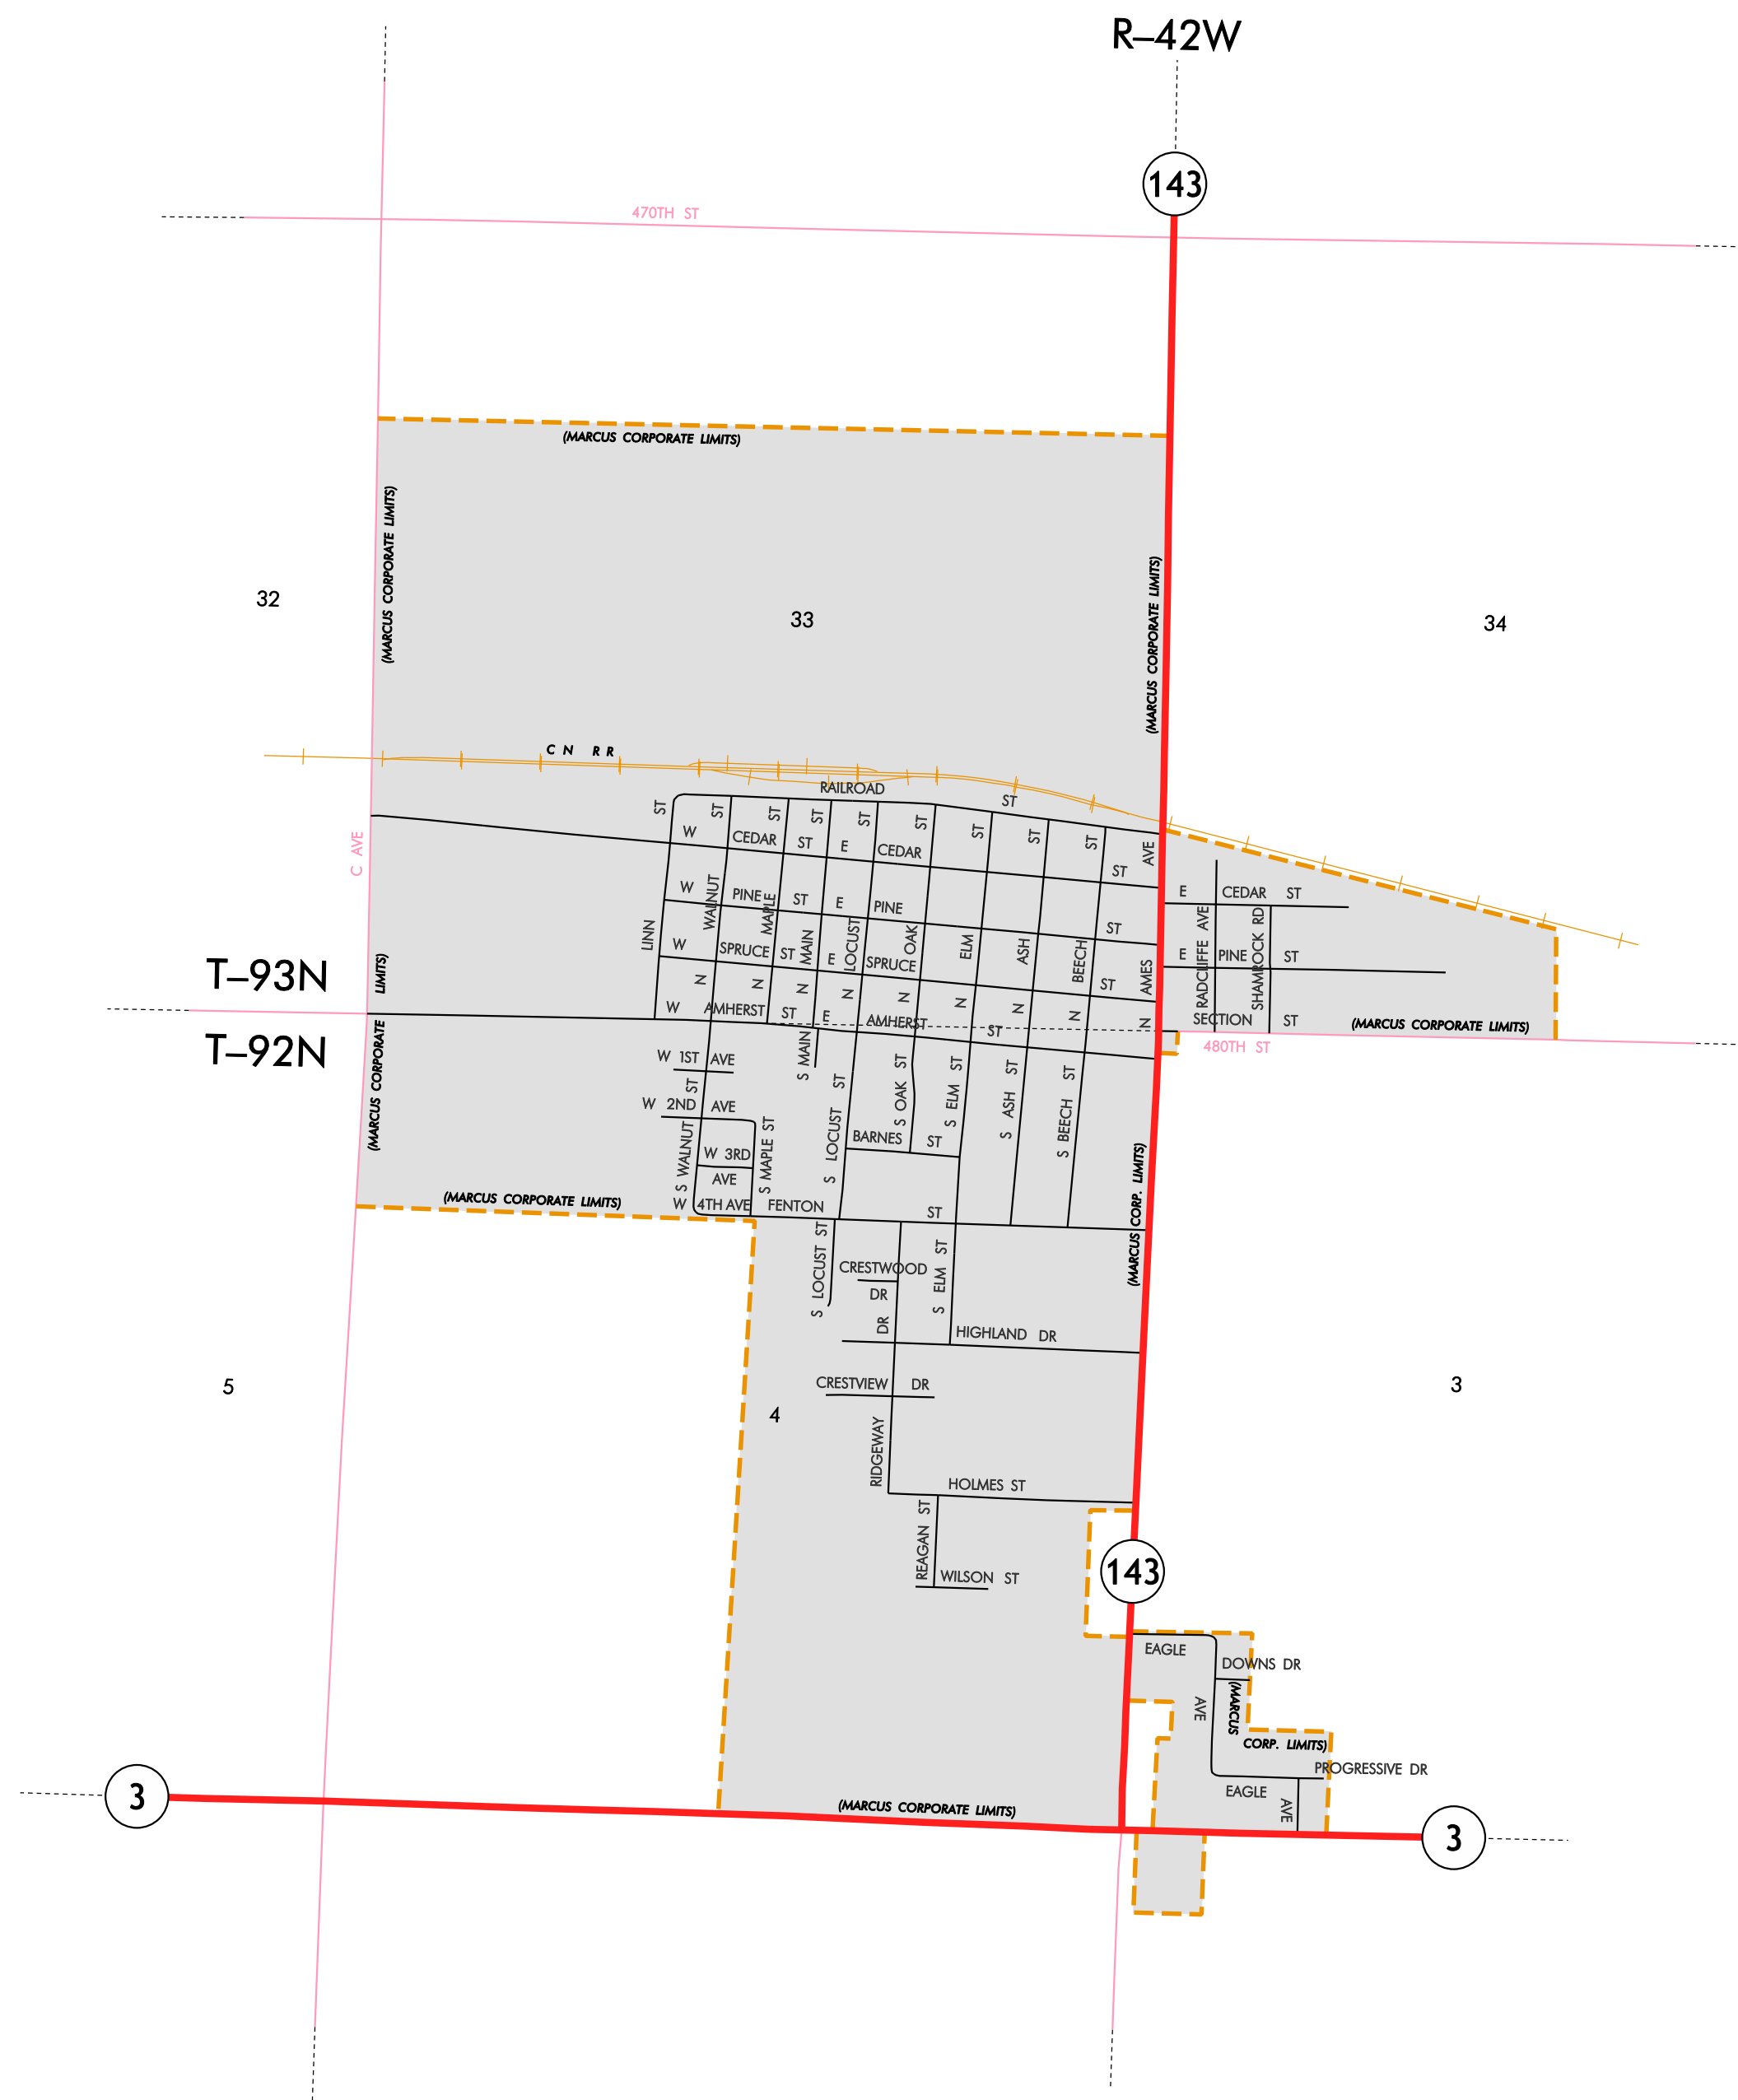 R–42W
143
470TH ST
(MARCUS CORPORATE LIMITS)
(MARCUS CORPORATE LIMITS)
(MARCUS CORPORATE LIMITS)
32
33
34
C N R R
RAILROAD ST
C AVE
W CEDAR ST E CEDAR ST
E CEDAR ST
W PINE ST E PINE ST
E PINE ST
W SPRUCE ST E SPRUCE ST
W AMHERST ST E AMHERST ST
N LINN ST
N WALNUT ST
N MAPLE ST
N MAIN ST
N LOCUST ST
N OAK ST
N ELM ST
N ASH ST
N BEECH ST
N AMES AVE
RADCLIFFE AVE
SHAMROCK RD
SECTION ST
(MARCUS CORPORATE LIMITS)
480TH ST
T–93N
T–92N
(MARCUS CORPORATE LIMITS)
W 1ST AVE
W 2ND AVE
W 3RD AVE
W 4TH AVE
S WALNUT ST
S MAPLE ST
S MAIN
S LOCUST ST
S OAK ST
S ELM ST
S ASH ST
S BEECH ST
BARNES ST
FENTON ST
(MARCUS CORPORATE LIMITS)
(MARCUS CORP. LIMITS)
S LOCUST ST
CRESTWOOD DR
S ELM ST
HIGHLAND DR
CRESTVIEW DR
RIDGEWAY DR
5
4
3
HOLMES ST
REAGAN ST
WILSON ST
143
EAGLE AVE
DOWNS DR
(MARCUS CORP. LIMITS)
PROGRESSIVE DR
EAGLE AVE
3
(MARCUS CORPORATE LIMITS)
3